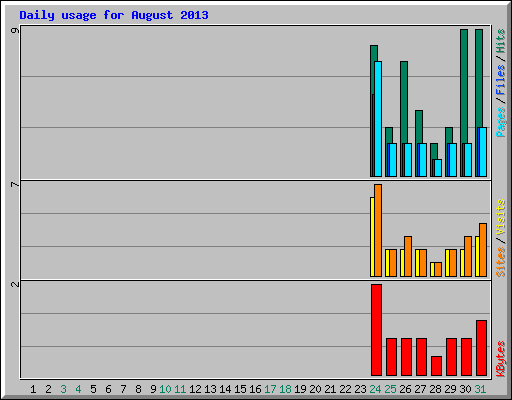 Daily usage for August 2013
9
7
2
Pages / Files / Hits
Sites / Visits
KBytes
1 2 3 4 5 6 7 8 9 10 11 12 13 14 15 16 17 18 19 20 21 22 23 24 25 26 27 28 29 30 31